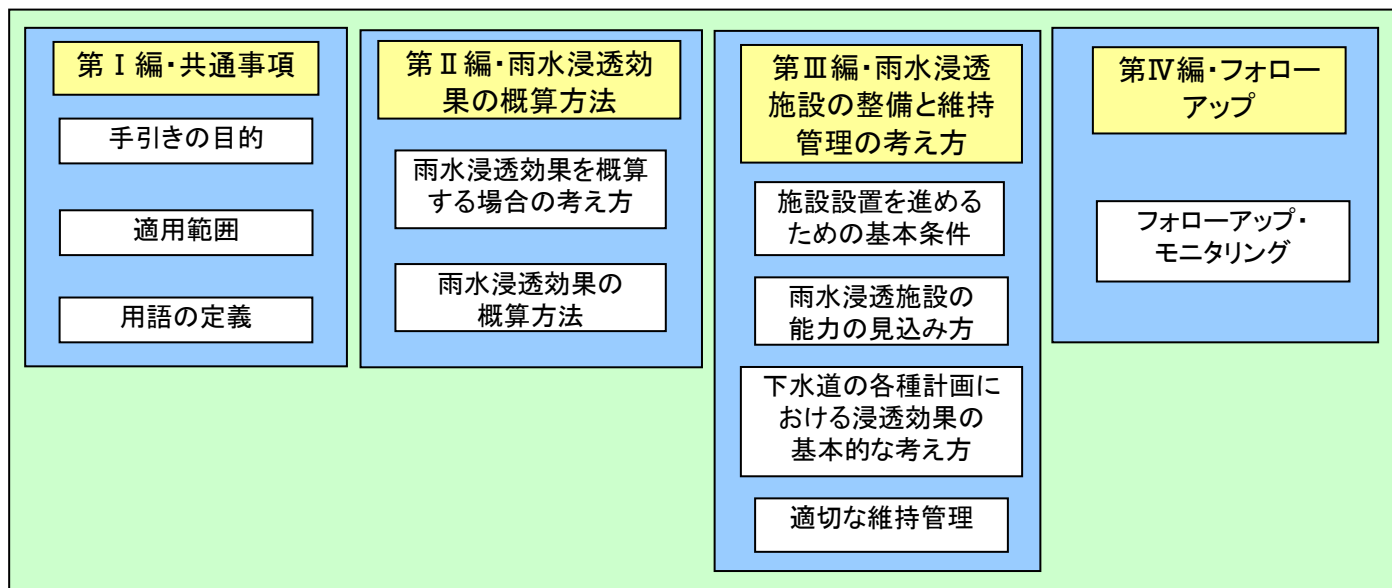 第Ⅰ編・共通事項
手引きの目的
適用範囲
用語の定義
第Ⅱ編・雨水浸透効
果の概算方法
雨水浸透効果を概算
する場合の考え方
雨水浸透効果の
概算方法
第Ⅲ編・雨水浸透
施設の整備と維持
管理の考え方
施設設置を進める
ための基本条件
雨水浸透施設の
能力の見込み方
下水道の各種計画に
おける浸透効果の
基本的な考え方
適切な維持管理
第Ⅳ編・フォロー
アップ
フォローアップ・
モニタリング